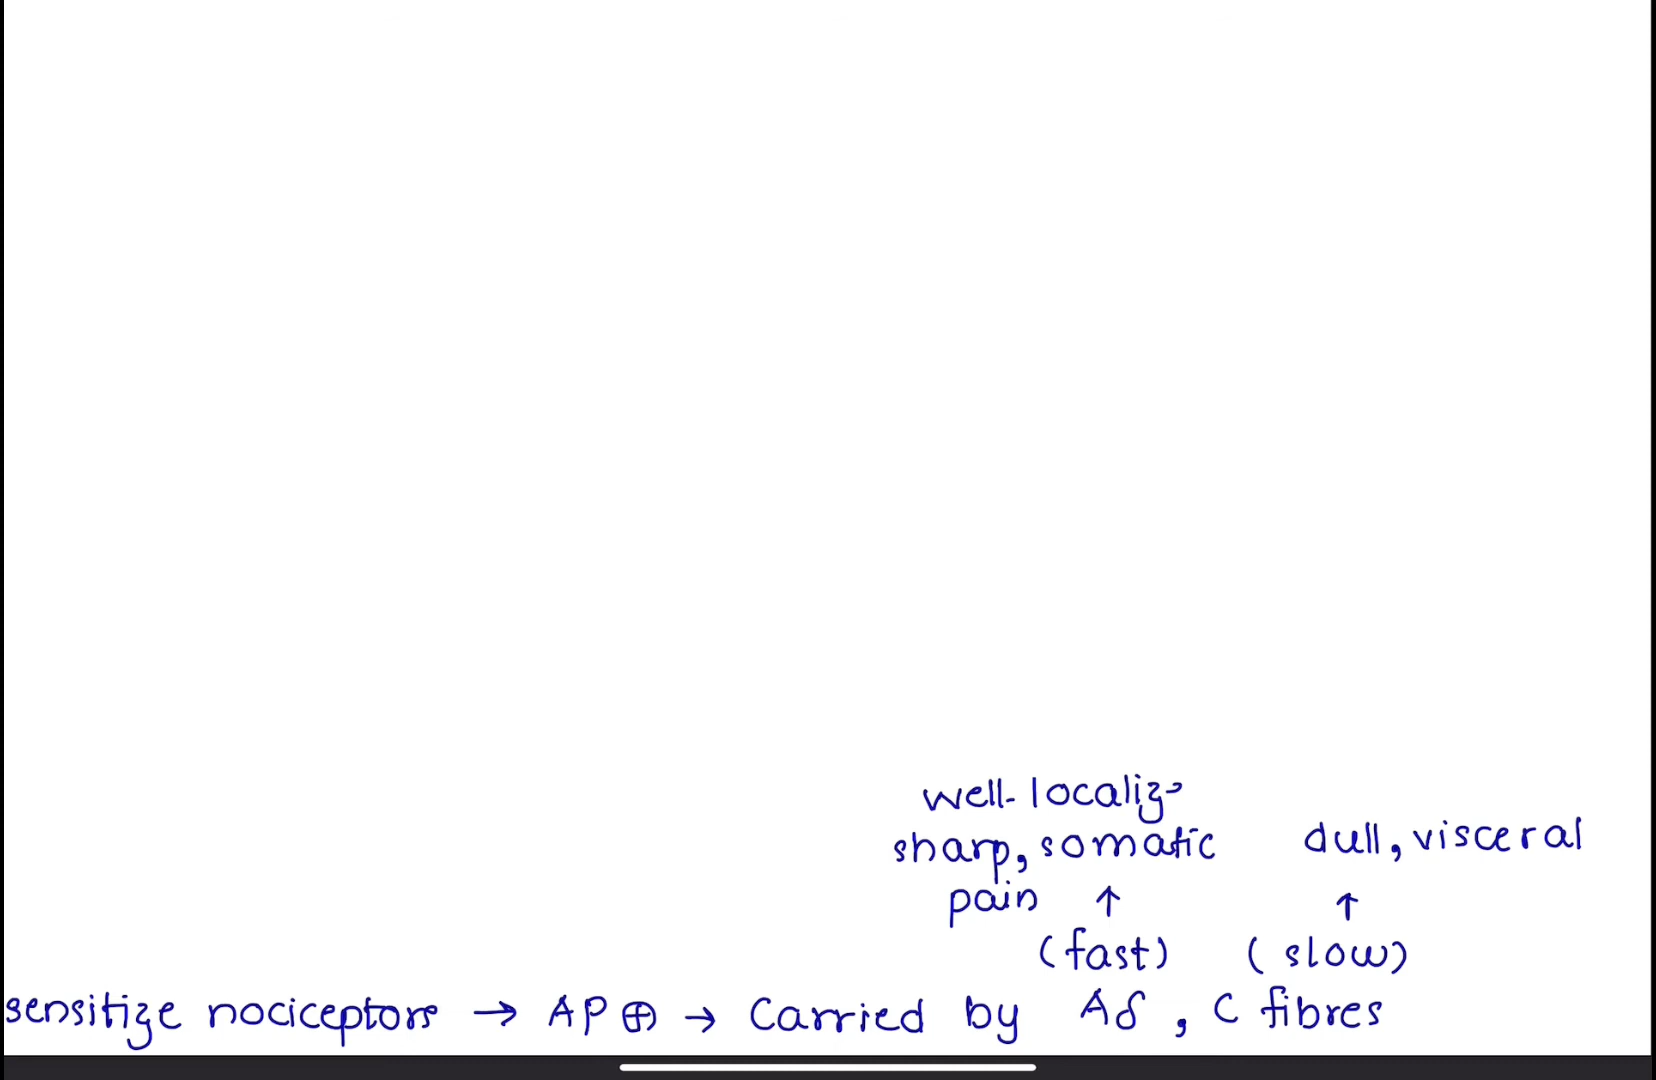 well-localiz-
sharp, somatic dull, visceral
pain ↑ ↑
(fast) (slow)
sensitize nociceptors → AP ⊕ → Carried by Aδ, C fibres